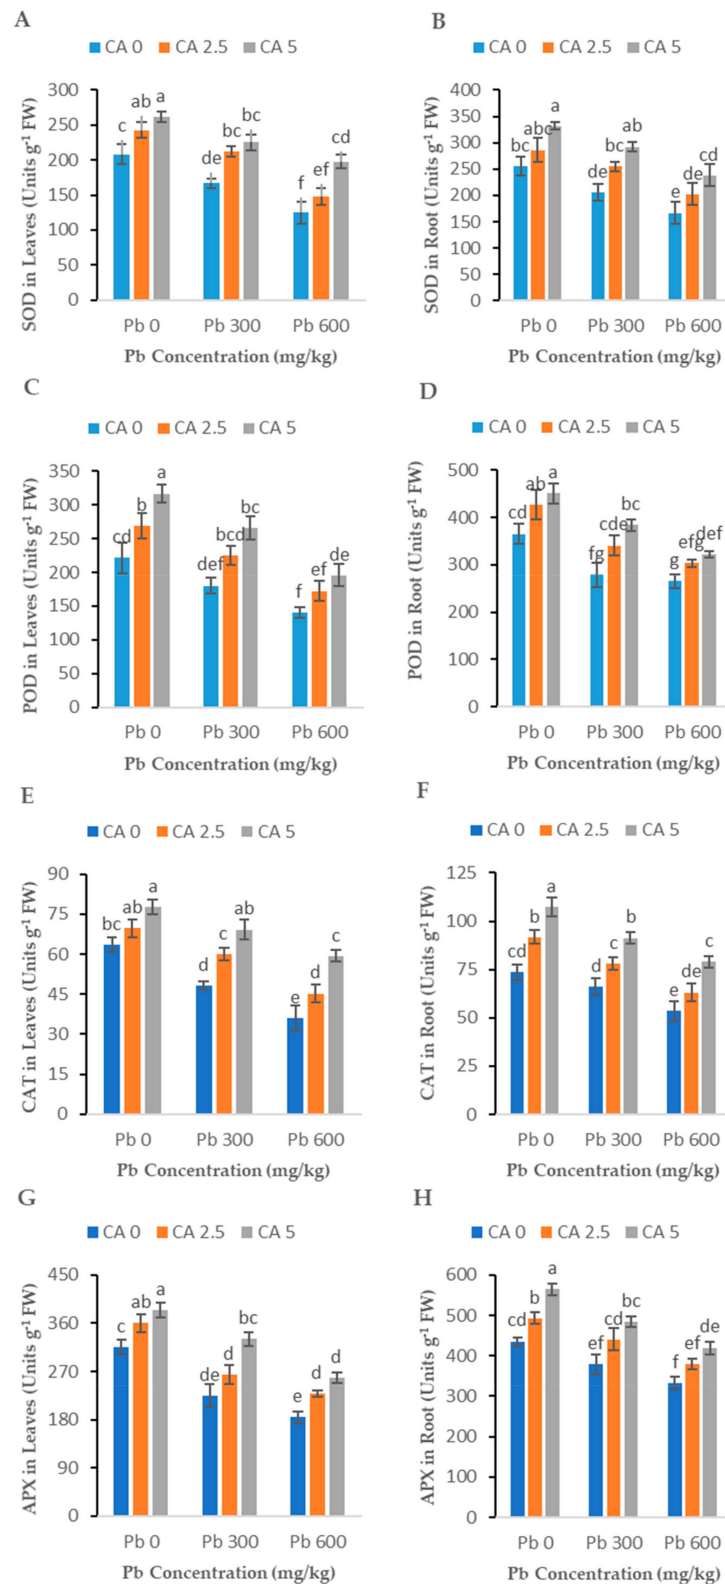 A
CA 0 CA 2.5 CA 5
SOD in Leaves (Units g-1 FW)
300
250
200
150
100
50
0
c ab a
de bc bc
f ef cd
Pb 0 Pb 300 Pb 600
Pb Concentration (mg/kg)
B
CA 0 CA 2.5 CA 5
SOD in Root (Units g-1 FW)
400
350
300
250
200
150
100
50
0
bc abc a
de bc ab
e de cd
Pb 0 Pb 300 Pb 600
Pb Concentration (mg/kg)
C
CA 0 CA 2.5 CA 5
POD in Leaves (Units g-1 FW)
350
300
250
200
150
100
50
0
cd b a
def bcd bc
f ef de
Pb 0 Pb 300 Pb 600
Pb Concentration (mg/kg)
D
CA 0 CA 2.5 CA 5
POD in Root (Units g-1 FW)
500
400
300
200
100
0
cd ab a
fg cde bc
g efg def
Pb 0 Pb 300 Pb 600
Pb Concentration (mg/kg)
E
CA 0 CA 2.5 CA 5
CAT in Leaves (Units g-1 FW)
90
75
60
45
30
15
0
bc ab a
d c ab
e d c
Pb 0 Pb 300 Pb 600
Pb Concentration (mg/kg)
F
CA 0 CA 2.5 CA 5
CAT in Root (Units g-1 FW)
125
100
75
50
25
0
cd b a
d c b
e de c
Pb 0 Pb 300 Pb 600
Pb Concentration (mg/kg)
G
CA 0 CA 2.5 CA 5
APX in Leaves (Units g-1 FW)
450
360
270
180
90
0
c ab a
de d bc
e d d
Pb 0 Pb 300 Pb 600
Pb Concentration (mg/kg)
H
CA 0 CA 2.5 CA 5
APX in Root (Units g-1 FW)
600
500
400
300
200
100
0
cd b a
ef cd bc
f ef de
Pb 0 Pb 300 Pb 600
Pb Concentration (mg/kg)